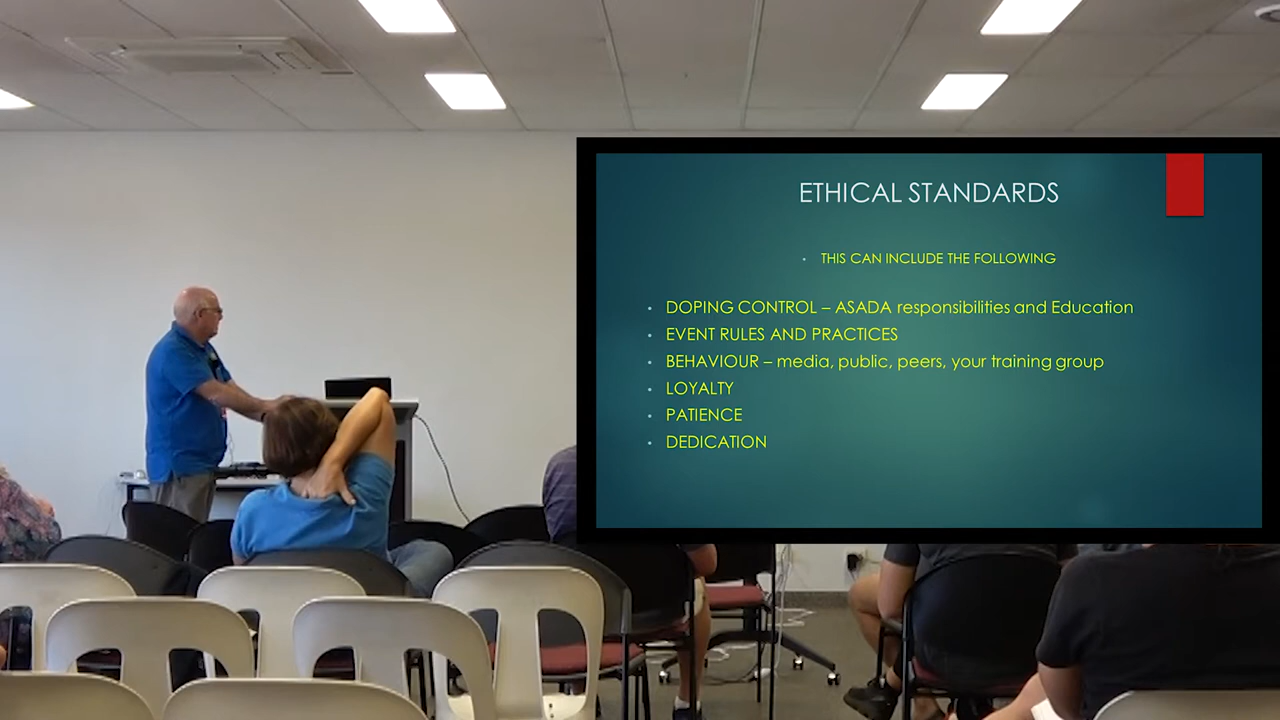 ETHICAL STANDARDS
THIS CAN INCLUDE THE FOLLOWING
DOPING CONTROL – ASADA responsibilities and Education
EVENT RULES AND PRACTICES
BEHAVIOUR – media, public, peers, your training group
LOYALTY
PATIENCE
DEDICATION